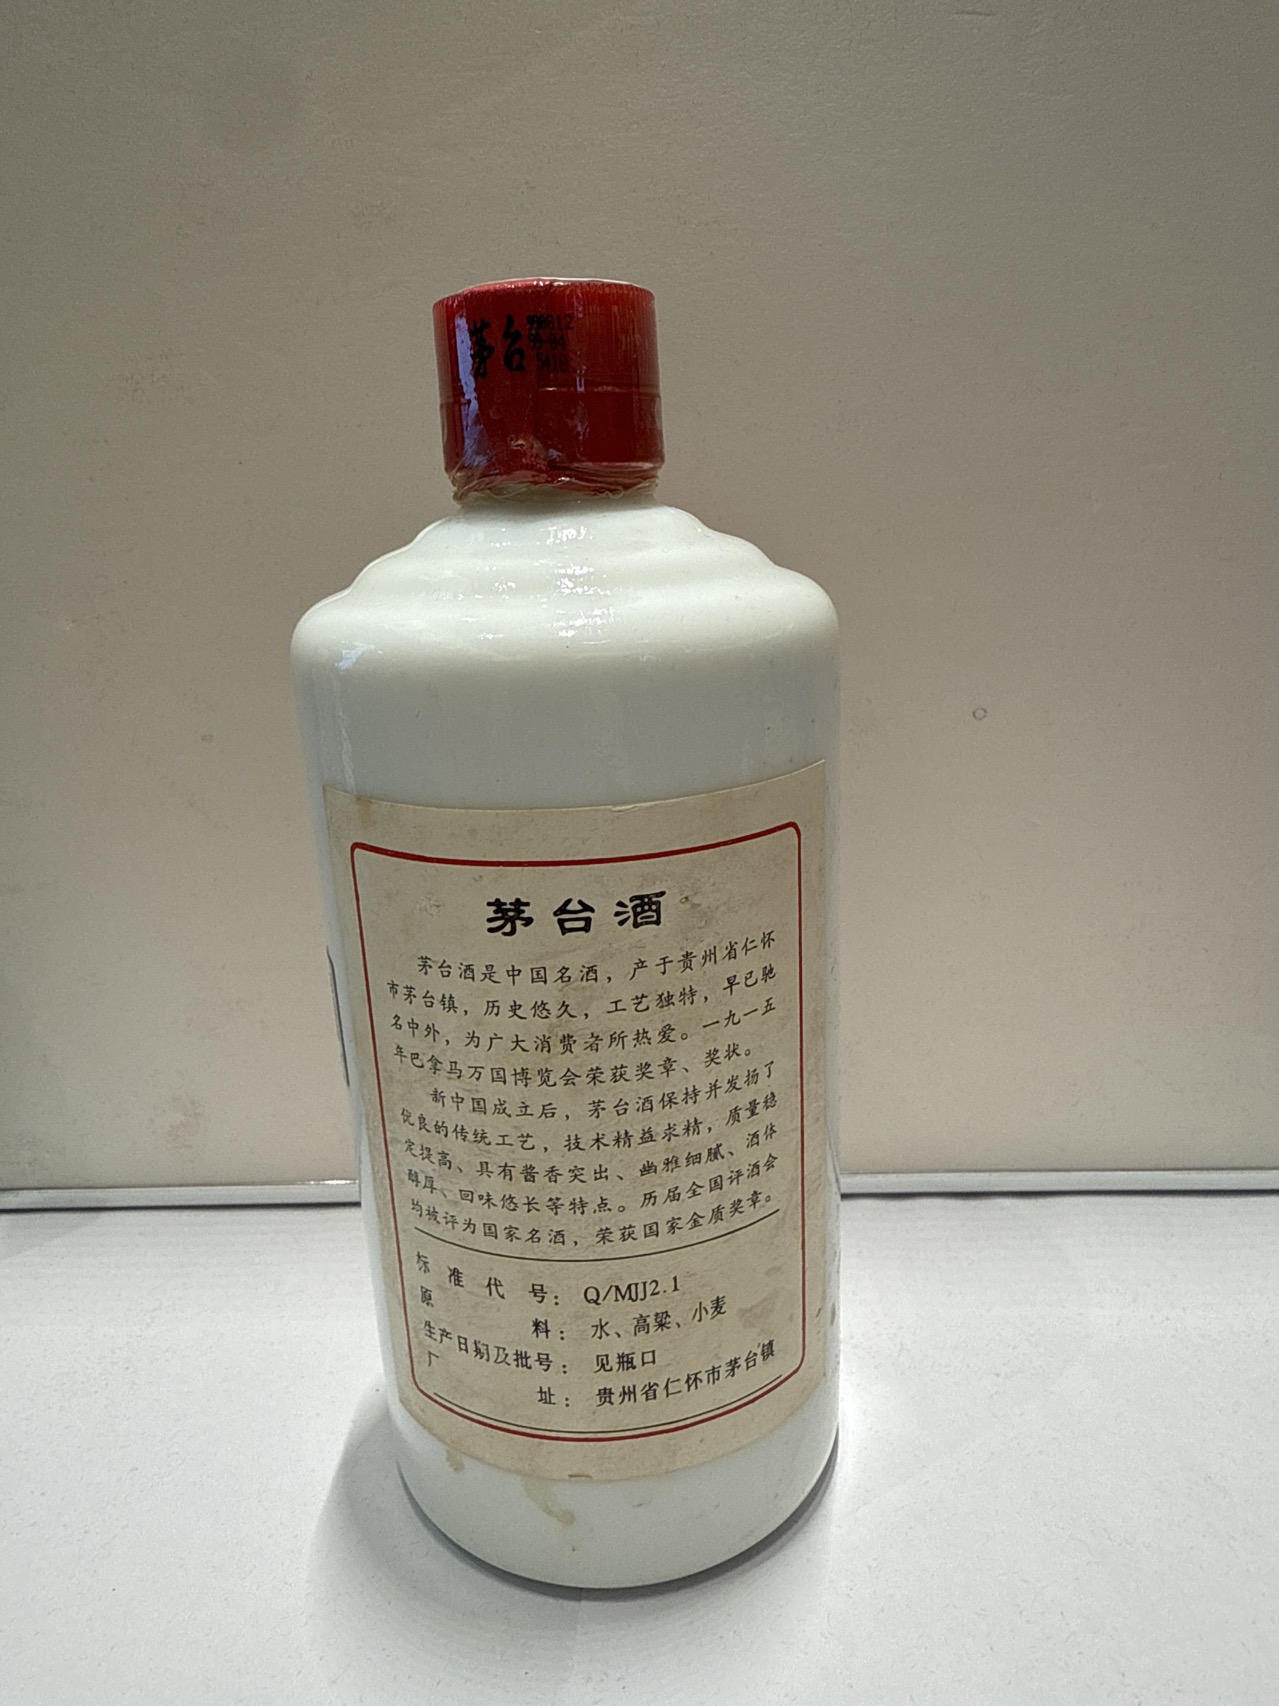 茅台
茅台酒
茅台酒是中国名酒，产于贵州省仁怀
市茅台镇，历史悠久，工艺独特，早已驰
名中外，为广大消费者所热爱。一九一五
年巴拿马万国博览会荣获奖章、奖状。
新中国成立后，茅台酒保持并发扬了
优良的传统工艺，技术精益求精，质量稳
定提高、具有酱香突出、幽雅细腻、酒体
醇厚、回味悠长等特点。历届全国评酒会
均被评为国家名酒，荣获国家金质奖章。
标准代号：Q/MJJ2.1
原料：水、高粱、小麦
生产日期及批号：见瓶口
厂址：贵州省仁怀市茅台镇